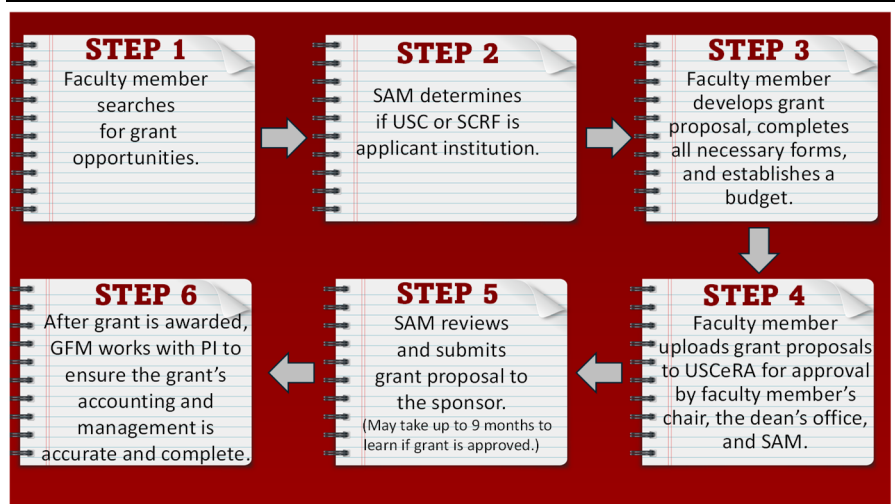 STEP 1
Faculty member
searches
for grant
opportunities.
STEP 2
SAM determines
if USC or SCRF is
applicant institution.
STEP 3
Faculty member
develops grant
proposal, completes
all necessary forms,
and establishes a
budget.
STEP 4
Faculty member
uploads grant proposals
to USCeRA for approval
by faculty member’s
chair, the dean’s office,
and SAM.
STEP 5
SAM reviews
and submits
grant proposal to
the sponsor.
(May take up to 9 months to
learn if grant is approved.)
STEP 6
After grant is awarded,
GFM works with PI to
ensure the grant’s
accounting and
management is
accurate and complete.